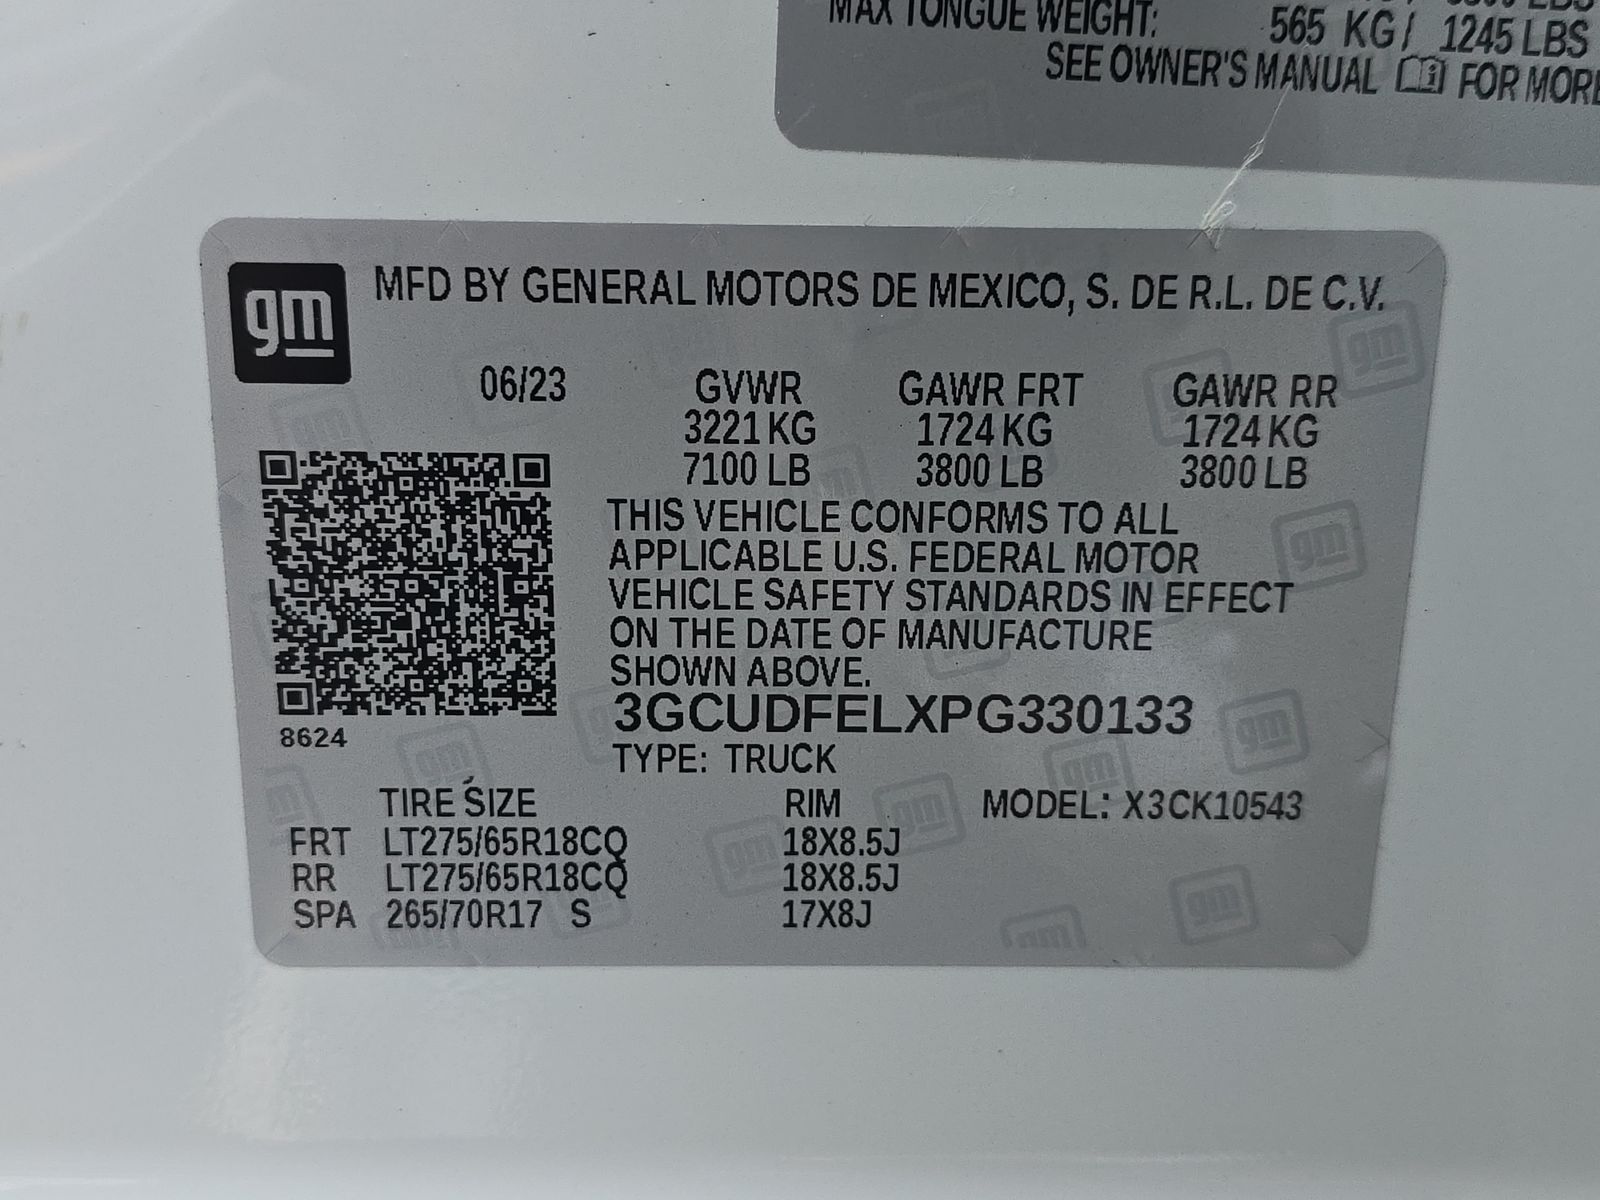 MAX TONGUE WEIGHT: 565 KG/ 1245 LBS
SEE OWNER'S MANUAL FOR MORE
gm
MFD BY GENERAL MOTORS DE MEXICO, S. DE R.L. DE C.V.
06/23 GVWR GAWR FRT GAWR RR
3221 KG 1724 KG 1724 KG
7100 LB 3800 LB 3800 LB
THIS VEHICLE CONFORMS TO ALL
APPLICABLE U.S. FEDERAL MOTOR
VEHICLE SAFETY STANDARDS IN EFFECT
ON THE DATE OF MANUFACTURE
SHOWN ABOVE.
3GCUDFELXPG330133
8624
TYPE: TRUCK
TIRE SIZE RIM MODEL: X3CK10543
FRT LT275/65R18CQ 18X8.5J
RR LT275/65R18CQ 18X8.5J
SPA 265/70R17 S 17X8J